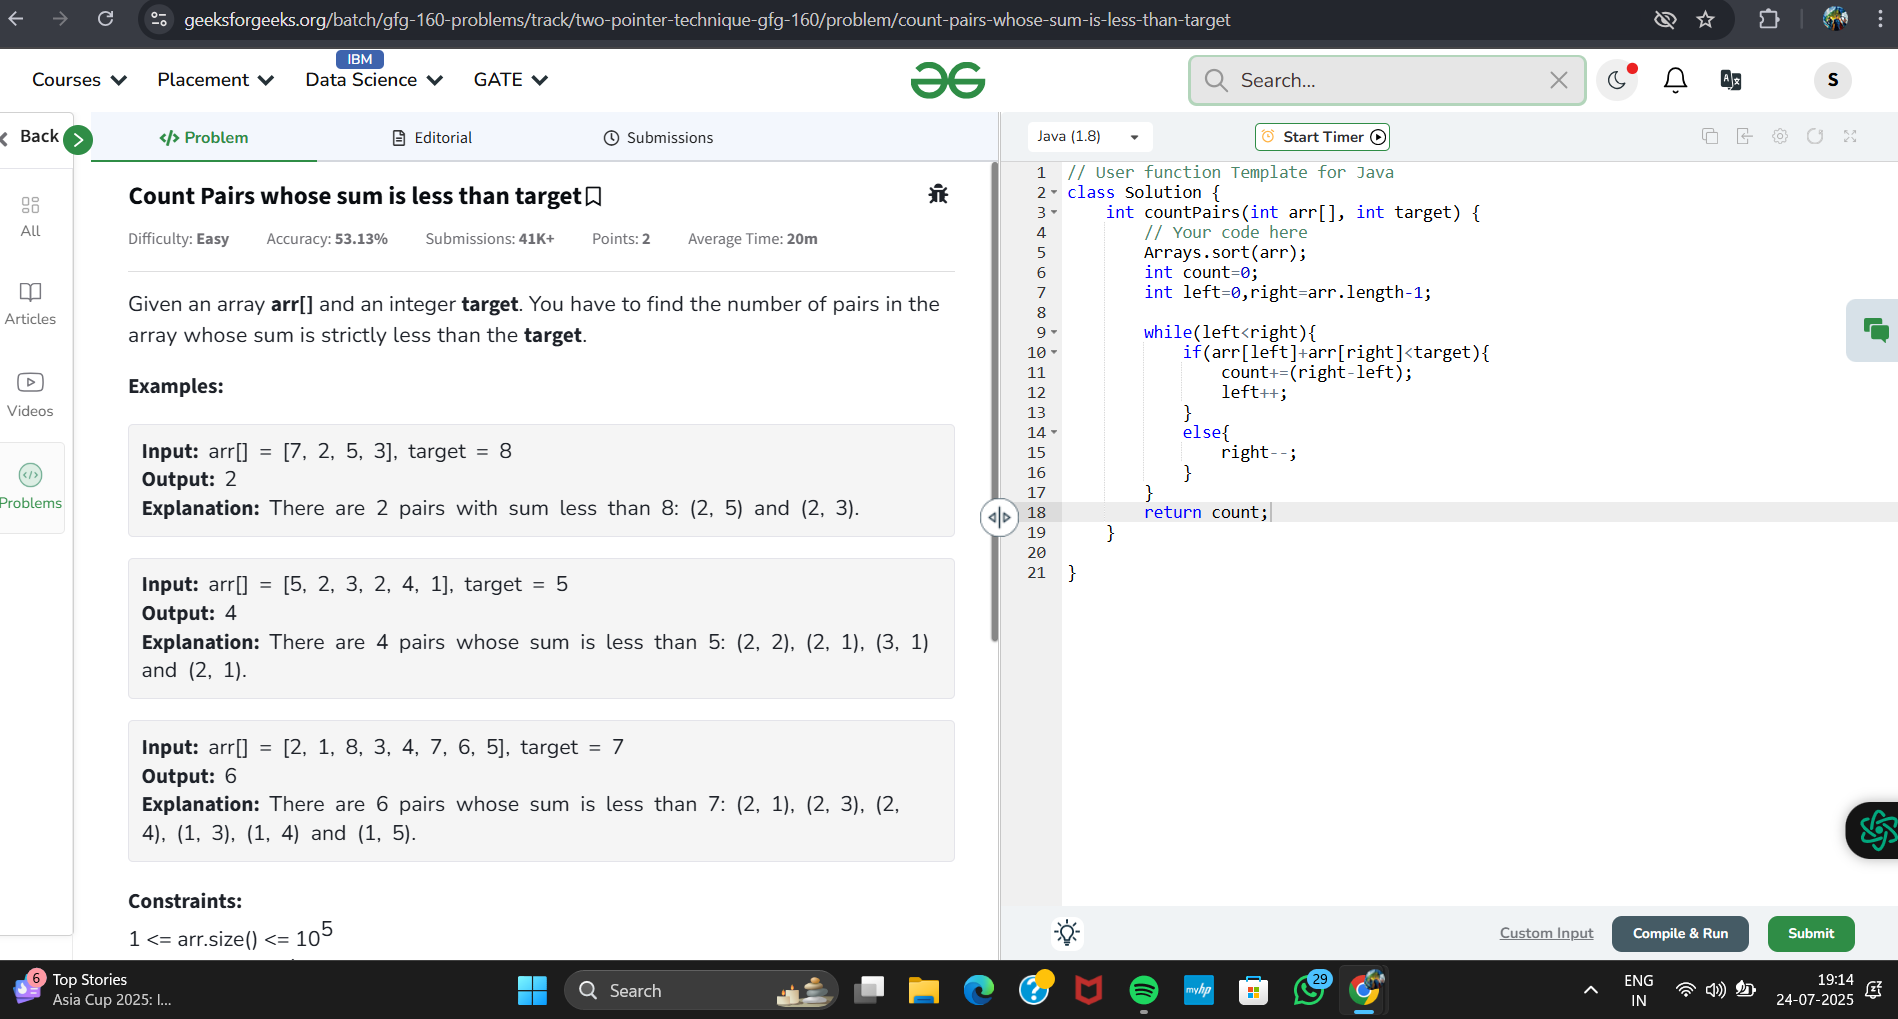 geeksforgeeks.org/batch/gfg-160-problems/track/two-pointer-technique-gfg-160/problem/count-pairs-whose-sum-is-less-than-target
IBM
Courses Placement Data Science GATE
Search...
S
Back
All
Articles
Videos
Problems
Problem Editorial Submissions
Count Pairs whose sum is less than target
Difficulty: Easy Accuracy: 53.13% Submissions: 41K+ Points: 2 Average Time: 20m
Given an array arr[] and an integer target. You have to find the number of pairs in the
array whose sum is strictly less than the target.
Examples:
Input: arr[] = [7, 2, 5, 3], target = 8
Output: 2
Explanation: There are 2 pairs with sum less than 8: (2, 5) and (2, 3).
Input: arr[] = [5, 2, 3, 2, 4, 1], target = 5
Output: 4
Explanation: There are 4 pairs whose sum is less than 5: (2, 2), (2, 1), (3, 1)
and (2, 1).
Input: arr[] = [2, 1, 8, 3, 4, 7, 6, 5], target = 7
Output: 6
Explanation: There are 6 pairs whose sum is less than 7: (2, 1), (2, 3), (2,
4), (1, 3), (1, 4) and (1, 5).
Constraints:
1 <= arr.size() <= 10^5
Java (1.8) Start Timer
1 // User function Template for Java
2 class Solution {
3 int countPairs(int arr[], int target) {
4 // Your code here
5 Arrays.sort(arr);
6 int count=0;
7 int left=0,right=arr.length-1;
8
9 while(left<right){
10 if(arr[left]+arr[right]<target){
11 count+=(right-left);
12 left++;
13 }
14 else{
15 right--;
16 }
17 }
18 return count;
19 }
20
21 }
Custom Input Compile & Run Submit
6
Top Stories
Asia Cup 2025: I...
Search
myhp
29
ENG
IN
19:14
24-07-2025